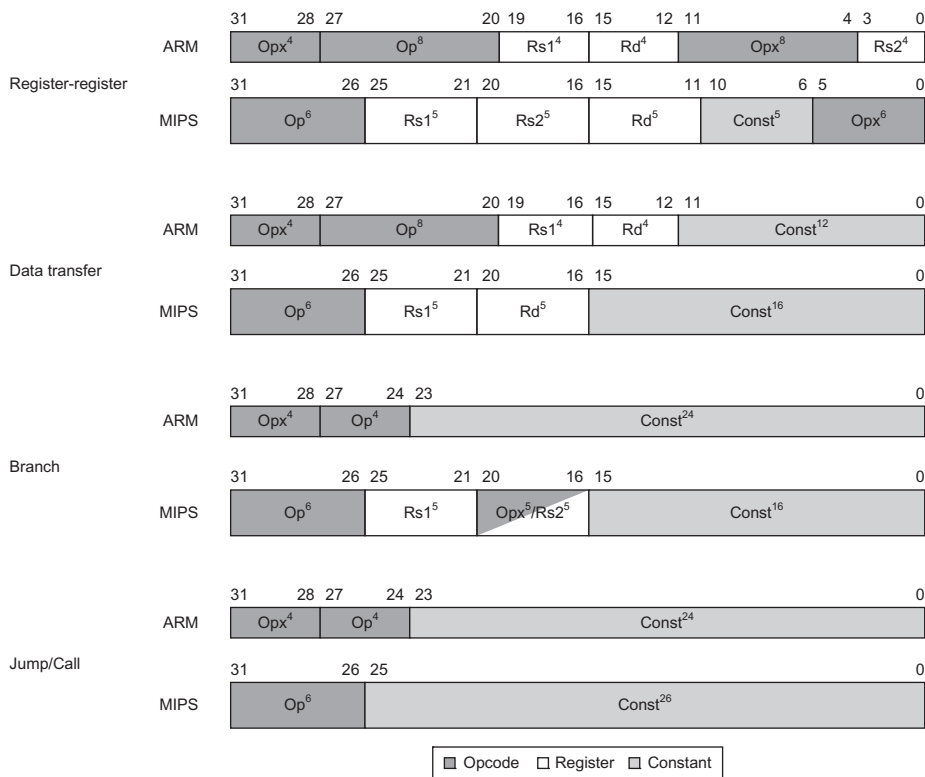 31 28 27 20 19 16 15 12 11 4 3 0
ARM Opx4 Op8 Rs14 Rd4 Opx8 Rs24
Register-register
31 26 25 21 20 16 15 11 10 6 5 0
MIPS Op6 Rs15 Rs25 Rd5 Const5 Opx6
31 28 27 20 19 16 15 12 11 0
ARM Opx4 Op8 Rs14 Rd4 Const12
Data transfer
31 26 25 21 20 16 15 0
MIPS Op6 Rs15 Rd5 Const16
31 28 27 24 23 0
ARM Opx4 Op4 Const24
Branch
31 26 25 21 20 16 15 0
MIPS Op6 Rs15 Opx5/Rs25 Const16
31 28 27 24 23 0
ARM Opx4 Op4 Const24
Jump/Call
31 26 25 0
MIPS Op6 Const26
Opcode Register Constant